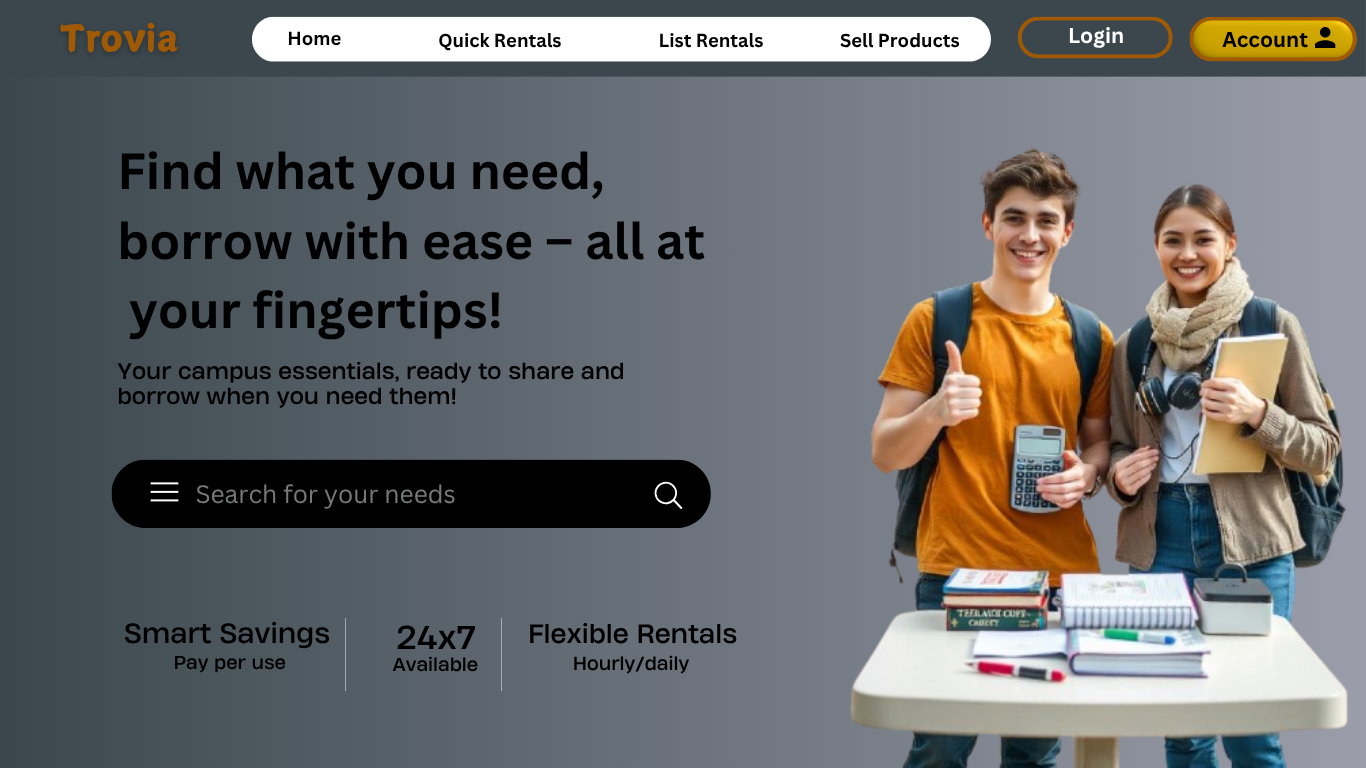 Trovia
Home
Quick Rentals
List Rentals
Sell Products
Login
Account
Find what you need,
borrow with ease – all at
your fingertips!
Your campus essentials, ready to share and
borrow when you need them!
Search for your needs
Smart Savings
Pay per use
24x7
Available
Flexible Rentals
Hourly/daily